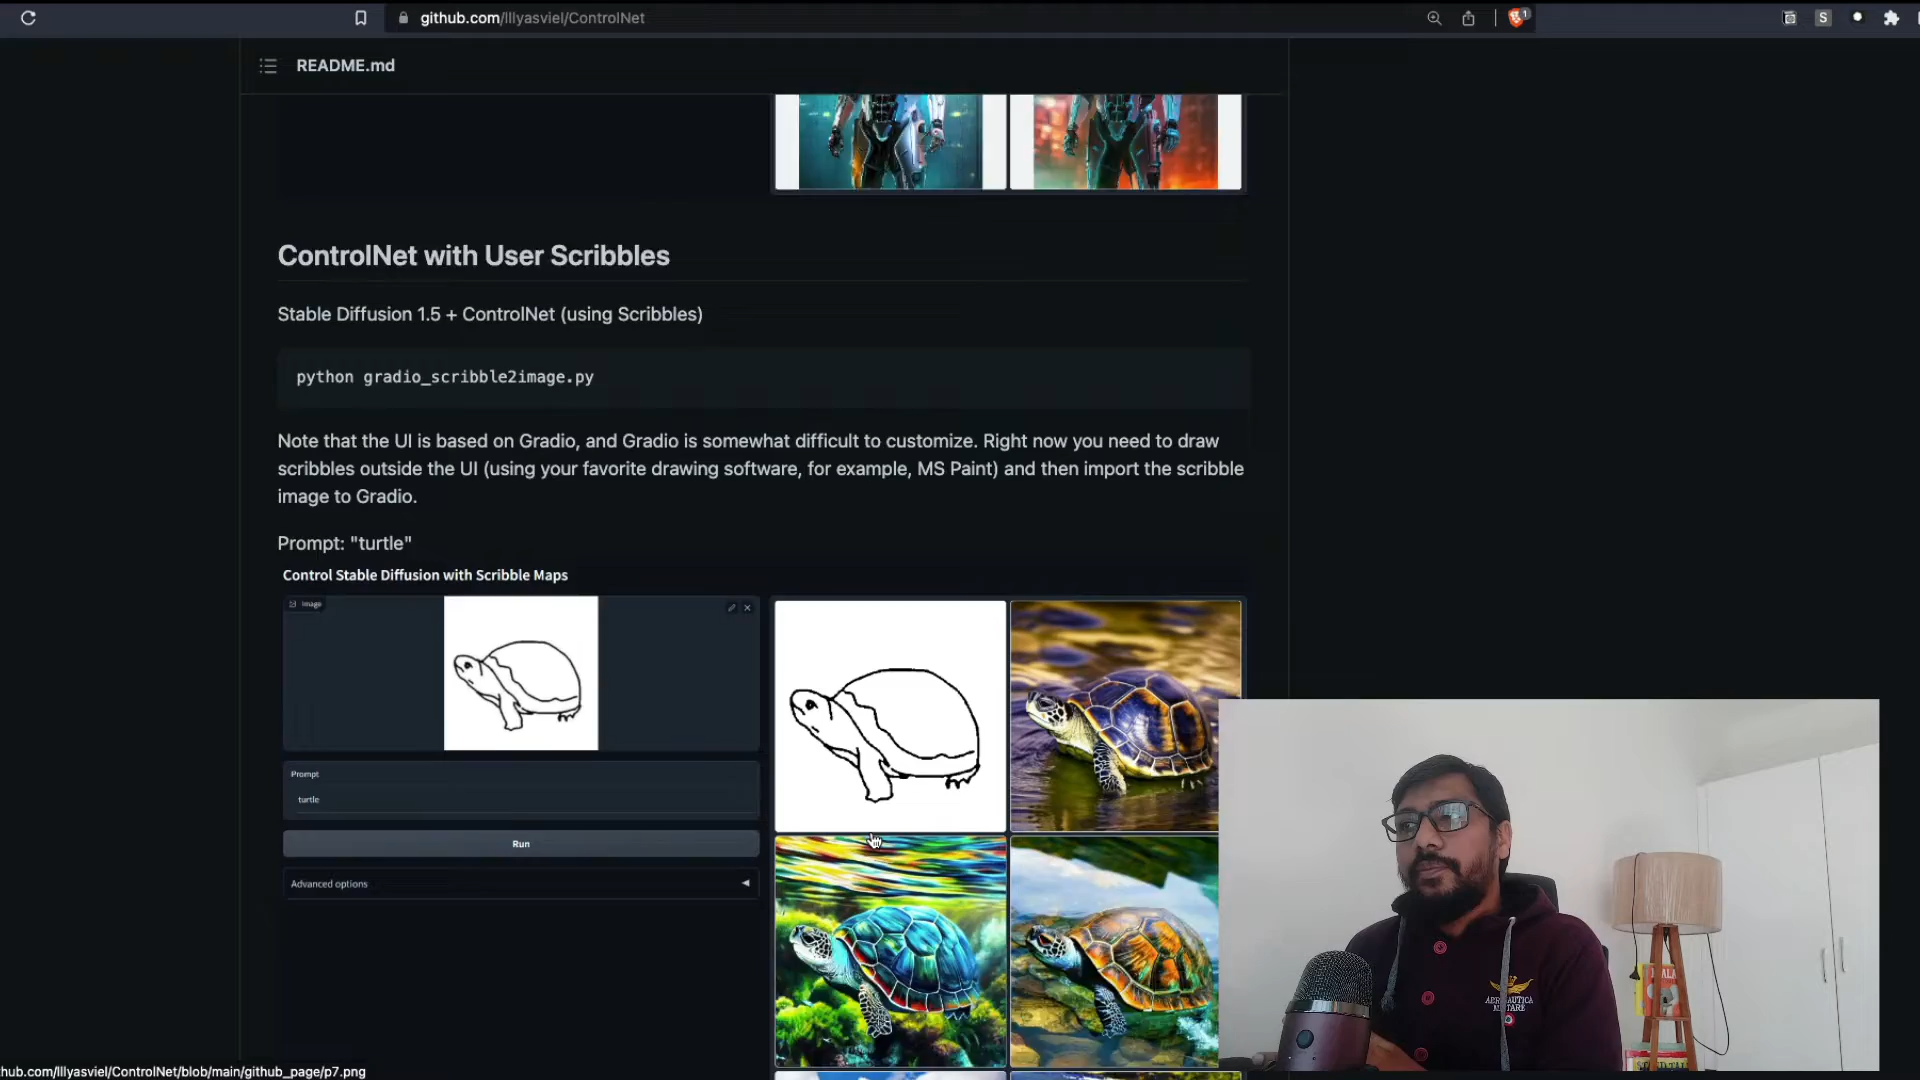 github.com/lllyasviel/ControlNet
1
S
README.md
ControlNet with User Scribbles
Stable Diffusion 1.5 + ControlNet (using Scribbles)
python gradio_scribble2image.py
Note that the UI is based on Gradio, and Gradio is somewhat difficult to customize. Right now you need to draw
scribbles outside the UI (using your favorite drawing software, for example, MS Paint) and then import the scribble
image to Gradio.
Prompt: "turtle"
Control Stable Diffusion with Scribble Maps
Image
Prompt
turtle
Run
Advanced options
AERONAUTICA
MILITARE
thub.com/lllyasviel/ControlNet/blob/main/github_page/p7.png